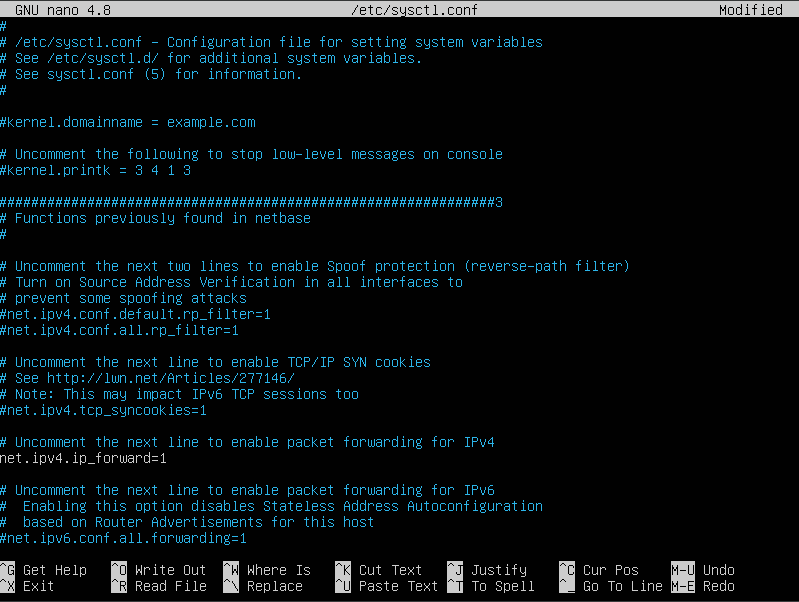 GNU nano 4.8 /etc/sysctl.conf Modified
#
# /etc/sysctl.conf - Configuration file for setting system variables
# See /etc/sysctl.d/ for additional system variables.
# See sysctl.conf (5) for information.
#
#kernel.domainname = example.com
# Uncomment the following to stop low-level messages on console
#kernel.printk = 3 4 1 3
##############################################################3
# Functions previously found in netbase
#
# Uncomment the next two lines to enable Spoof protection (reverse-path filter)
# Turn on Source Address Verification in all interfaces to
# prevent some spoofing attacks
#net.ipv4.conf.default.rp_filter=1
#net.ipv4.conf.all.rp_filter=1
# Uncomment the next line to enable TCP/IP SYN cookies
# See http://lwn.net/Articles/277146/
# Note: This may impact IPv6 TCP sessions too
#net.ipv4.tcp_syncookies=1
# Uncomment the next line to enable packet forwarding for IPv4
net.ipv4.ip_forward=1
# Uncomment the next line to enable packet forwarding for IPv6
#  Enabling this option disables Stateless Address Autoconfiguration
#  based on Router Advertisements for this host
#net.ipv6.conf.all.forwarding=1
^G Get Help ^O Write Out ^W Where Is ^K Cut Text ^J Justify ^C Cur Pos M-U Undo
^X Exit ^R Read File ^\ Replace ^U Paste Text ^T To Spell ^_ Go To Line M-E Redo